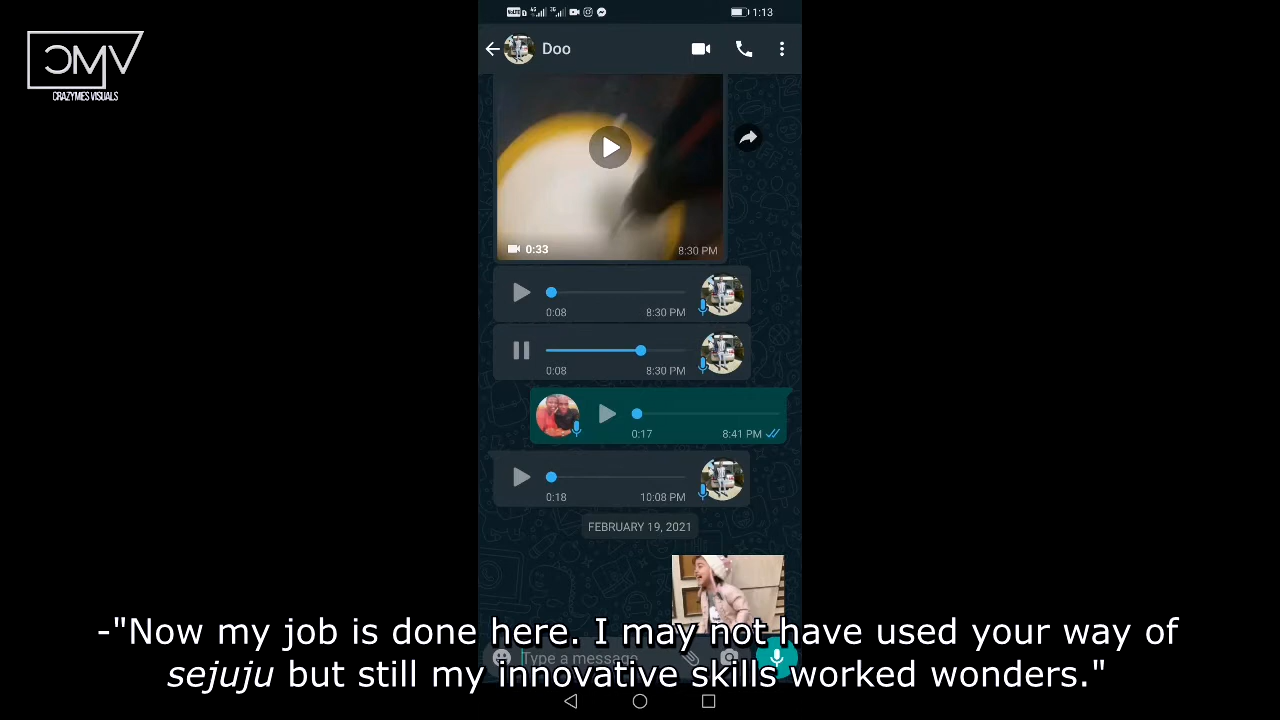 CMV
CRAZYMES VISUALS
VoLTE 4G 3G 1:13
Doo
0:33 8:30 PM
0:08 8:30 PM
0:08 8:30 PM
0:17 8:41 PM
0:18 10:08 PM
FEBRUARY 19, 2021
Type a message
-"Now my job is done here. I may not have used your way of
sejuju but still my innovative skills worked wonders."